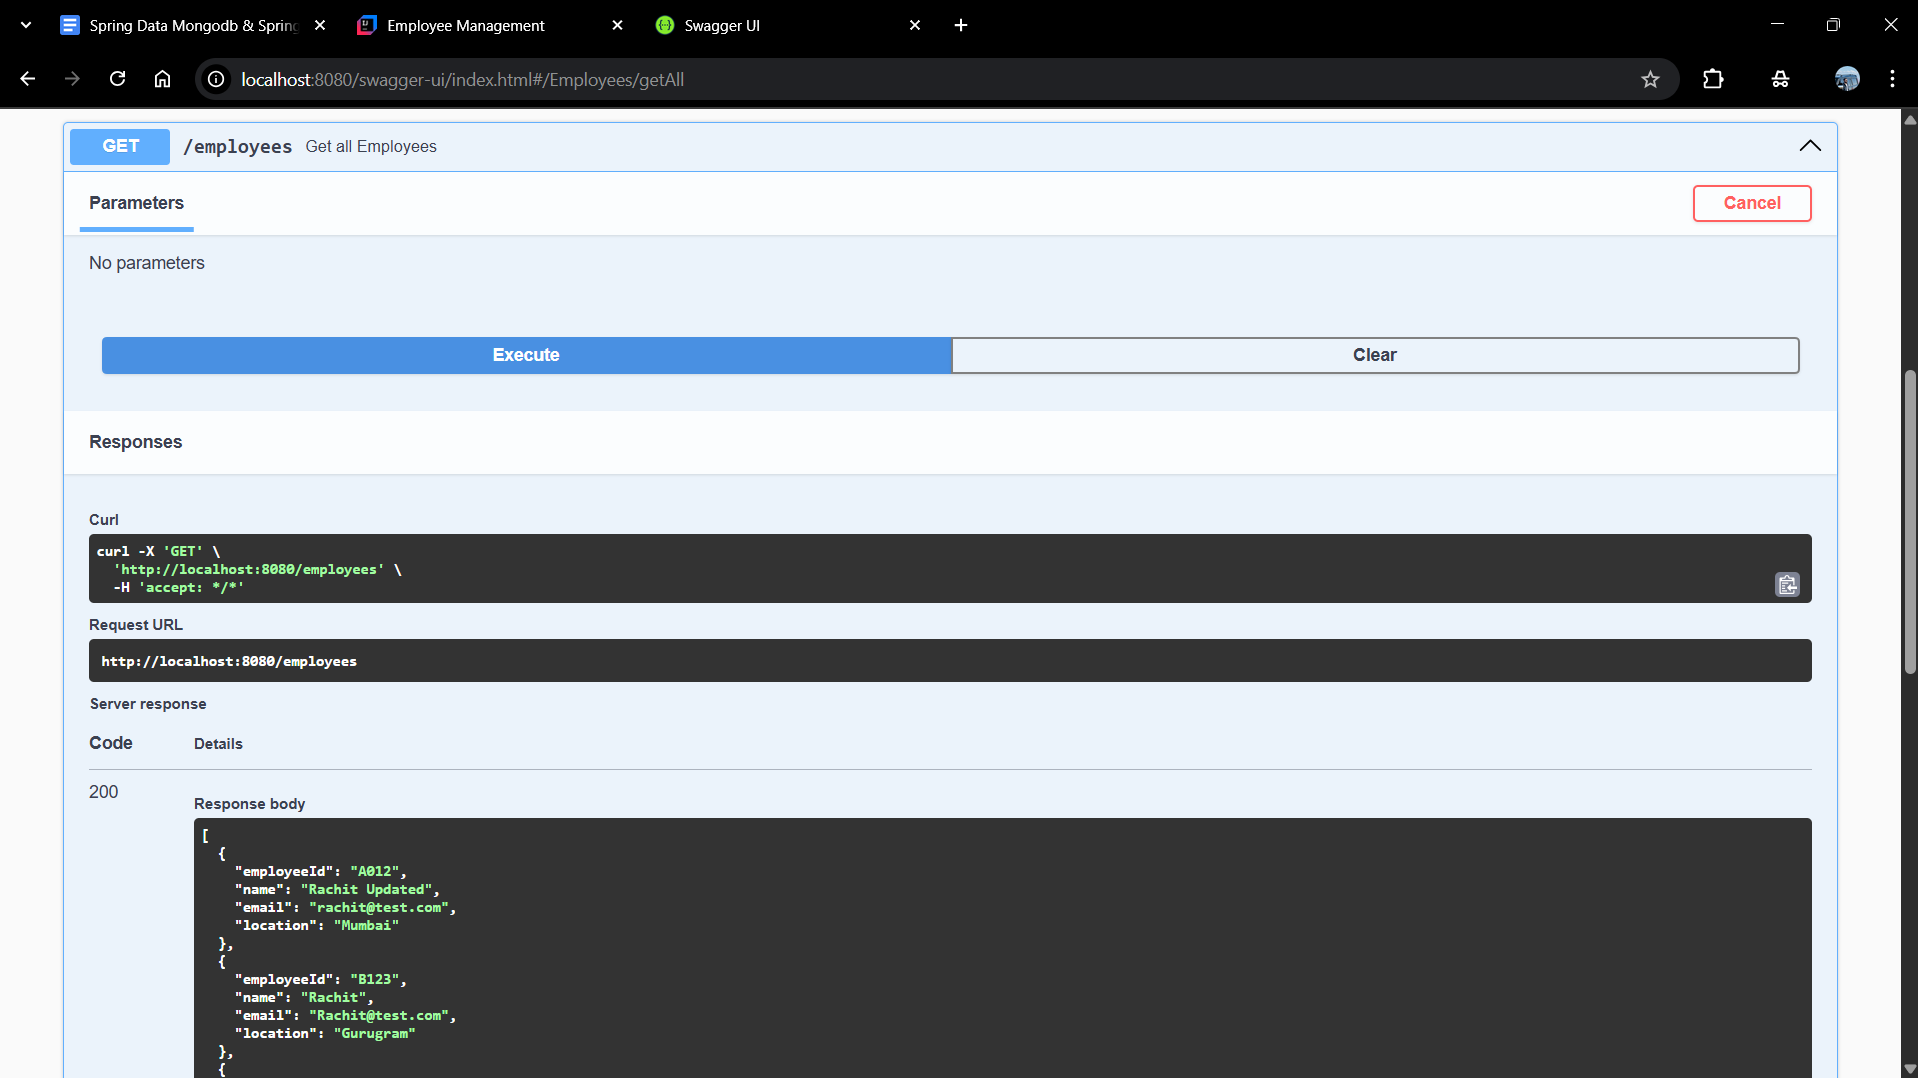 Spring Data Mongodb & Spring
Employee Management
Swagger UI
localhost:8080/swagger-ui/index.html#/Employees/getAll
GET /employees Get all Employees
Parameters
Cancel
No parameters
Execute
Clear
Responses
Curl
curl -X 'GET' \
'http://localhost:8080/employees' \
-H 'accept: */*'
Request URL
http://localhost:8080/employees
Server response
Code Details
200
Response body
[
{
"employeeId": "A012",
"name": "Rachit Updated",
"email": "rachit@test.com",
"location": "Mumbai"
},
{
"employeeId": "B123",
"name": "Rachit",
"email": "Rachit@test.com",
"location": "Gurugram"
},
{